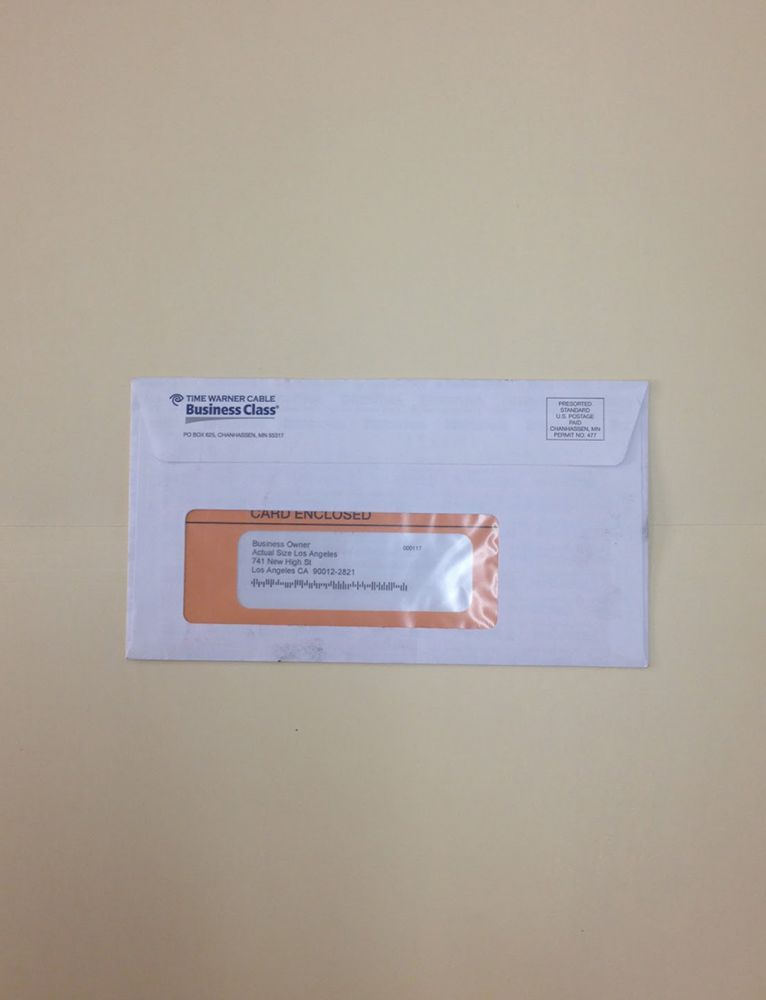 TIME WARNER CABLE
Business Class®
PO BOX 625, CHANHASSEN, MN 55317
PRESORTED
STANDARD
U.S. POSTAGE
PAID
CHANHASSEN, MN
PERMIT NO. 477
CARD ENCLOSED
Business Owner
000117
Actual Size Los Angeles
741 New High St
Los Angeles CA 90012-2821